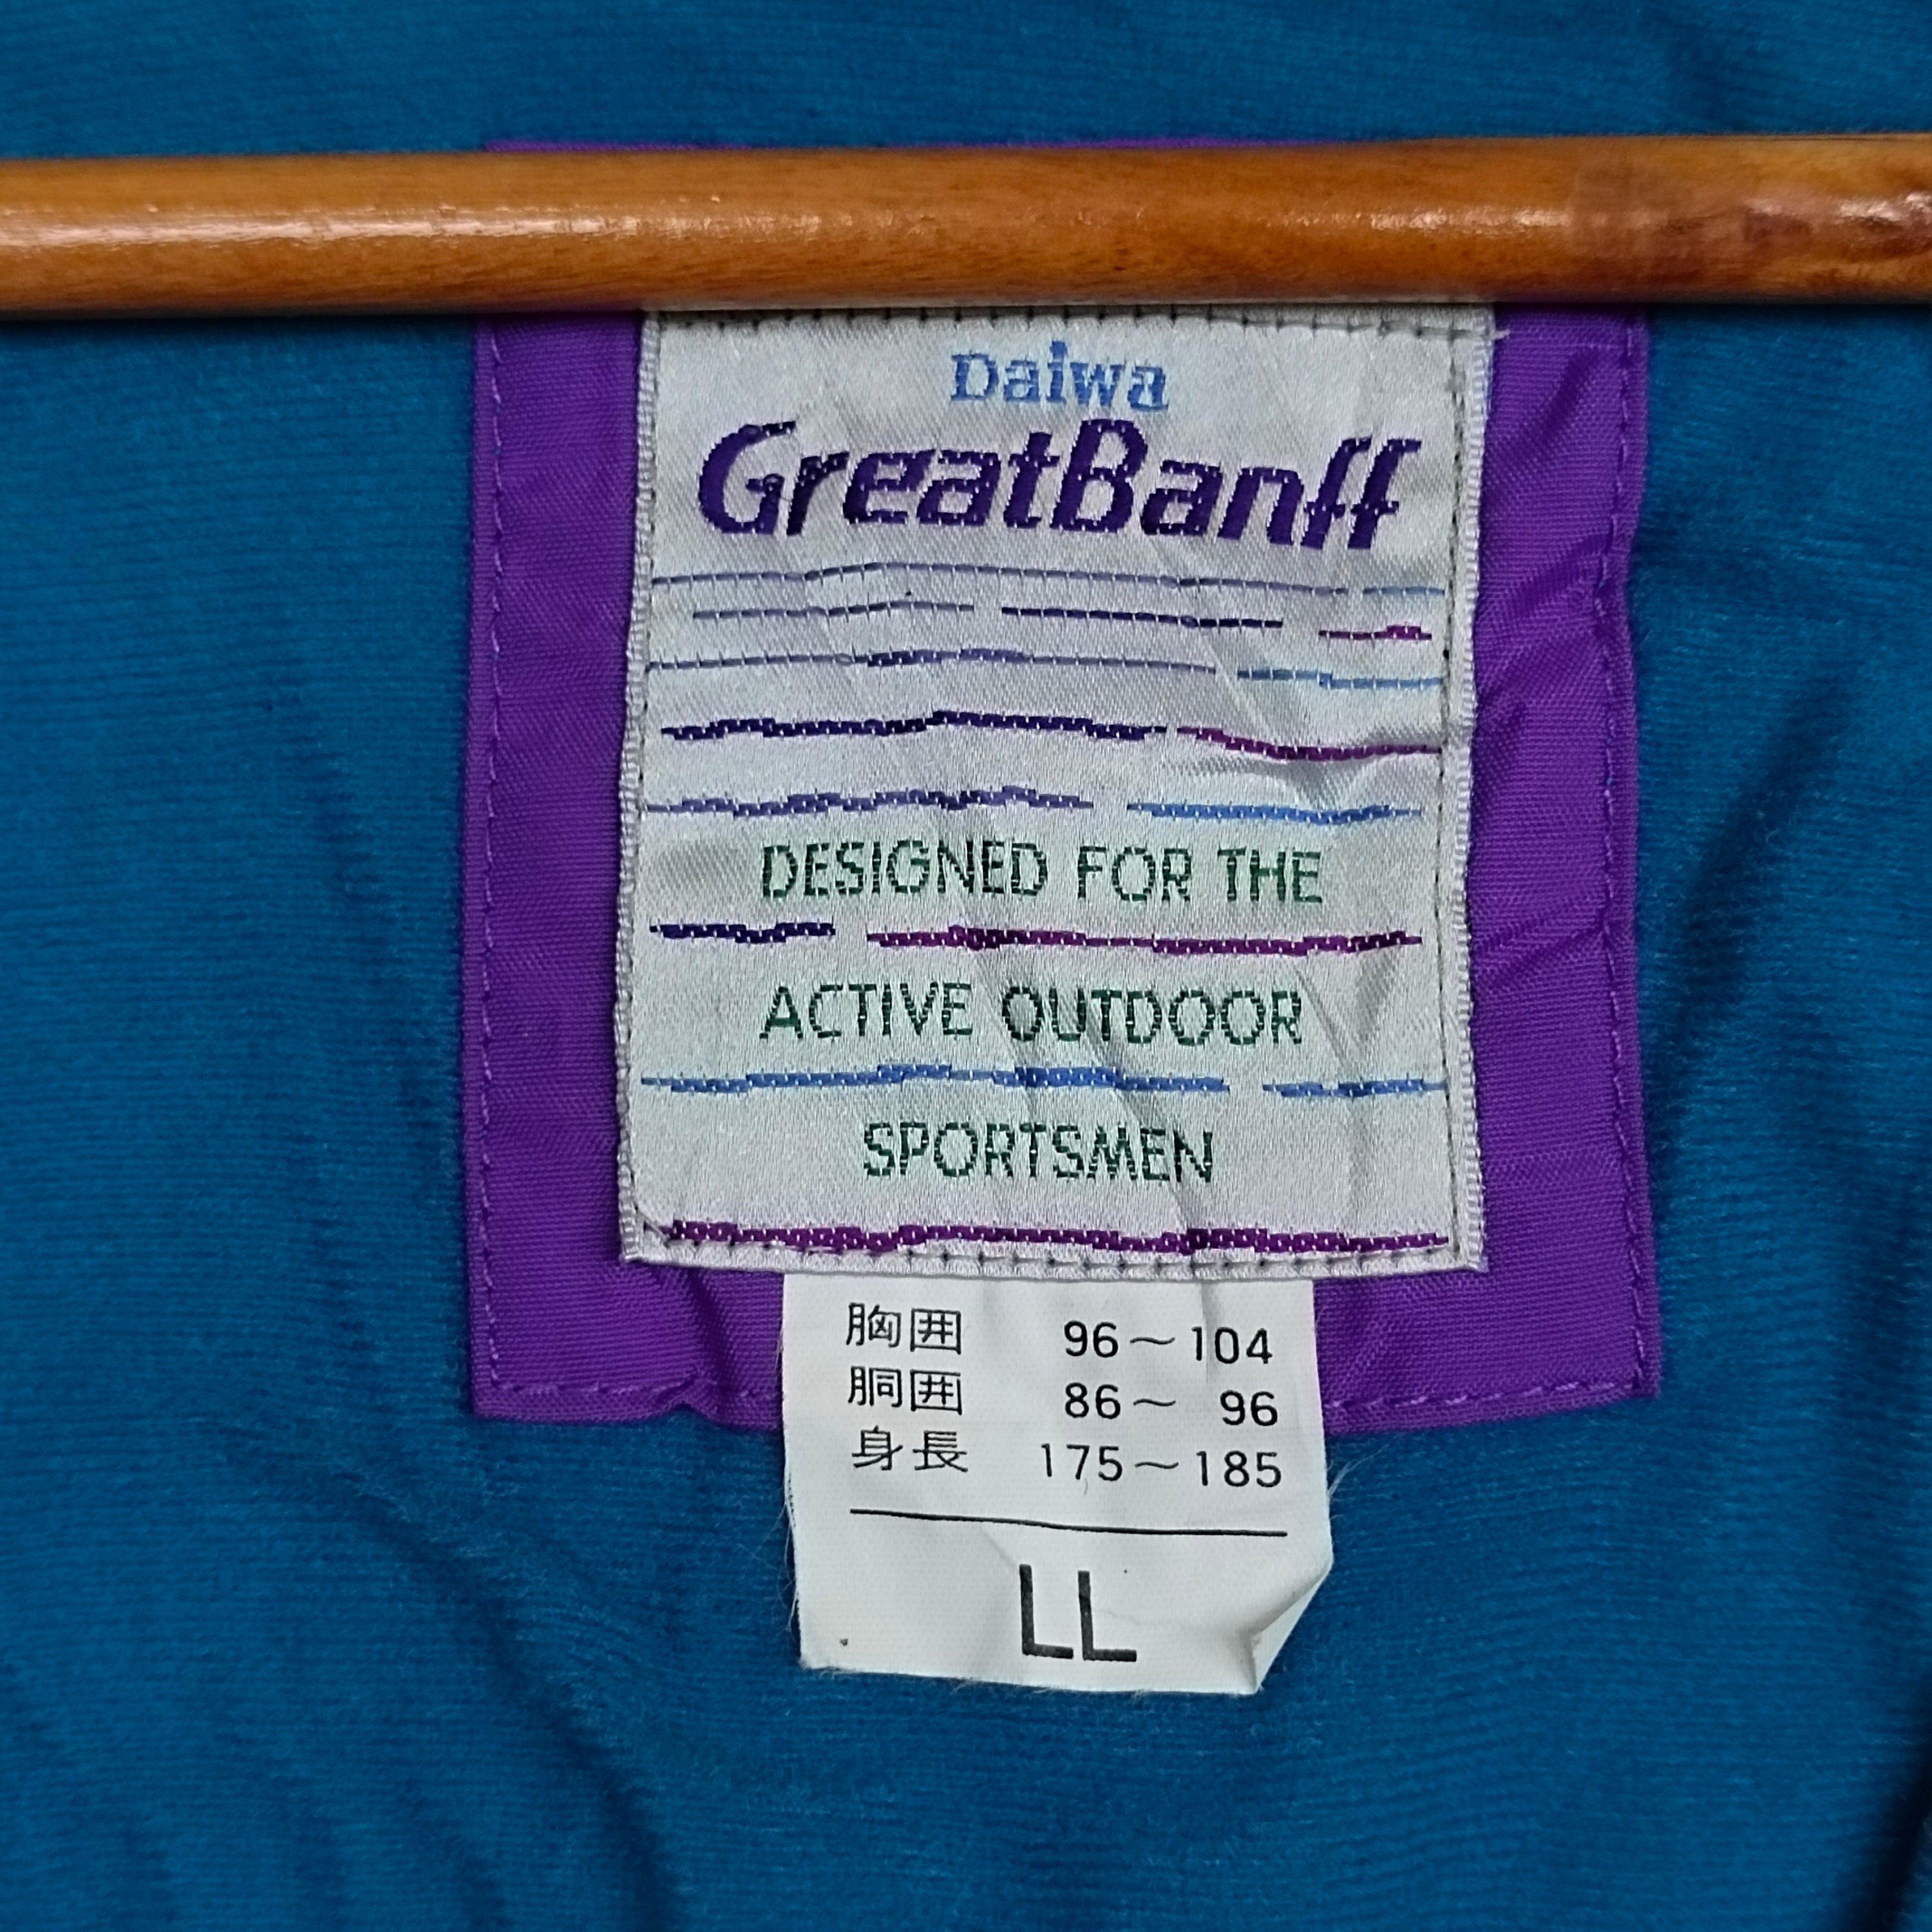 Daiwa
GreatBanff
DESIGNED FOR THE
ACTIVE OUTDOOR
SPORTSMEN
胸囲 96～104
胴囲 86～ 96
身長 175～185
LL